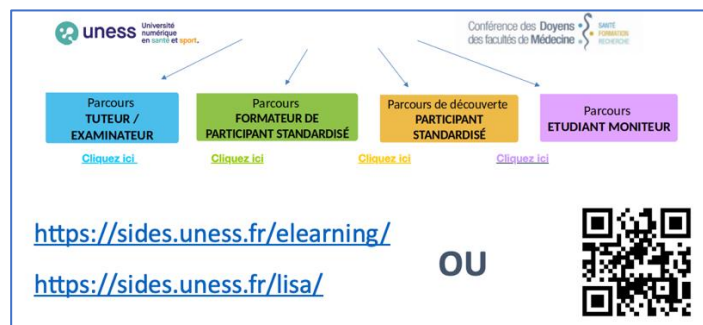 uness Université
numérique
en santé et sport.
Conférence des Doyens
des facultés de Médecine
SANTÉ
FORMATION
RECHERCHE
Parcours
TUTEUR /
EXAMINATEUR
Parcours
FORMATEUR DE
PARTICIPANT STANDARDISÉ
Parcours de découverte
PARTICIPANT
STANDARDISÉ
Parcours
ETUDIANT MONITEUR
Cliquez ici
Cliquez ici
Cliquez ici
Cliquez ici
https://sides.uness.fr/elearning/
OU
https://sides.uness.fr/lisa/